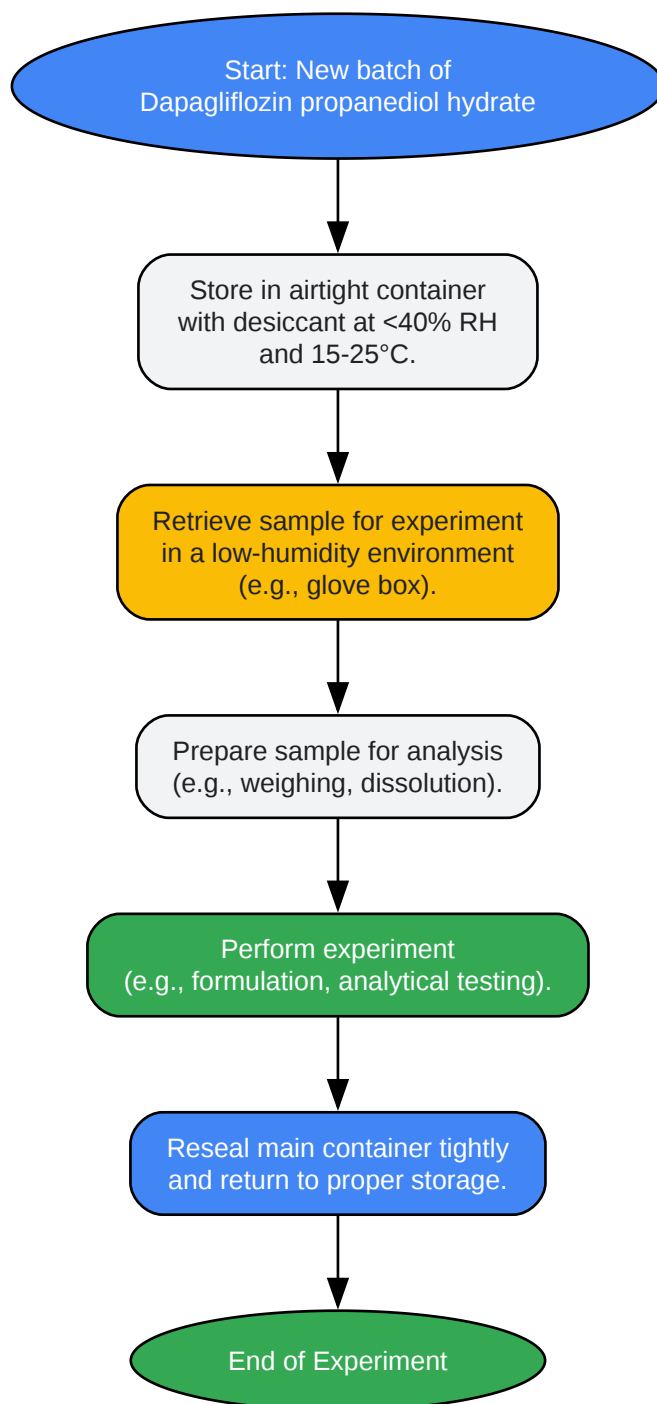 Start: New batch of
Dapagliflozin propanediol hydrate
Store in airtight container
with desiccant at <40% RH
and 15-25°C.
Retrieve sample for experiment
in a low-humidity environment
(e.g., glove box).
Prepare sample for analysis
(e.g., weighing, dissolution).
Perform experiment
(e.g., formulation, analytical testing).
Reseal main container tightly
and return to proper storage.
End of Experiment